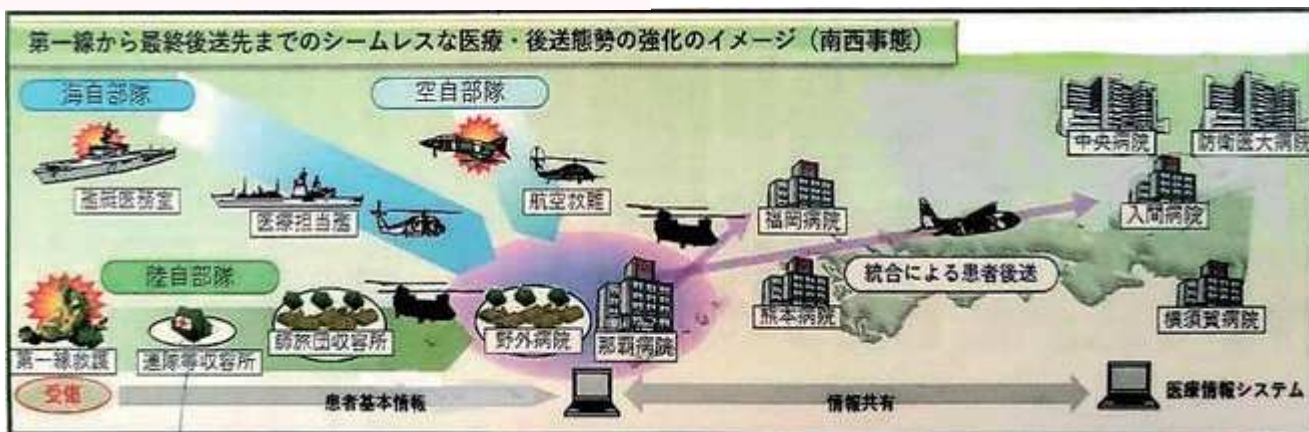 第一線から最終後送先までのシームレスな医療・後送態勢の強化のイメージ（南西事態）
海自部隊
空自部隊
中央病院
防衛医大病院
艦艇医務室
医療担当艦
航空救難
福岡病院
入間病院
陸自部隊
統合による患者後送
第一線救護
連隊等収容所
師旅団収容所
野外病院
那覇病院
熊本病院
横須賀病院
受傷
患者基本情報
情報共有
医療情報システム